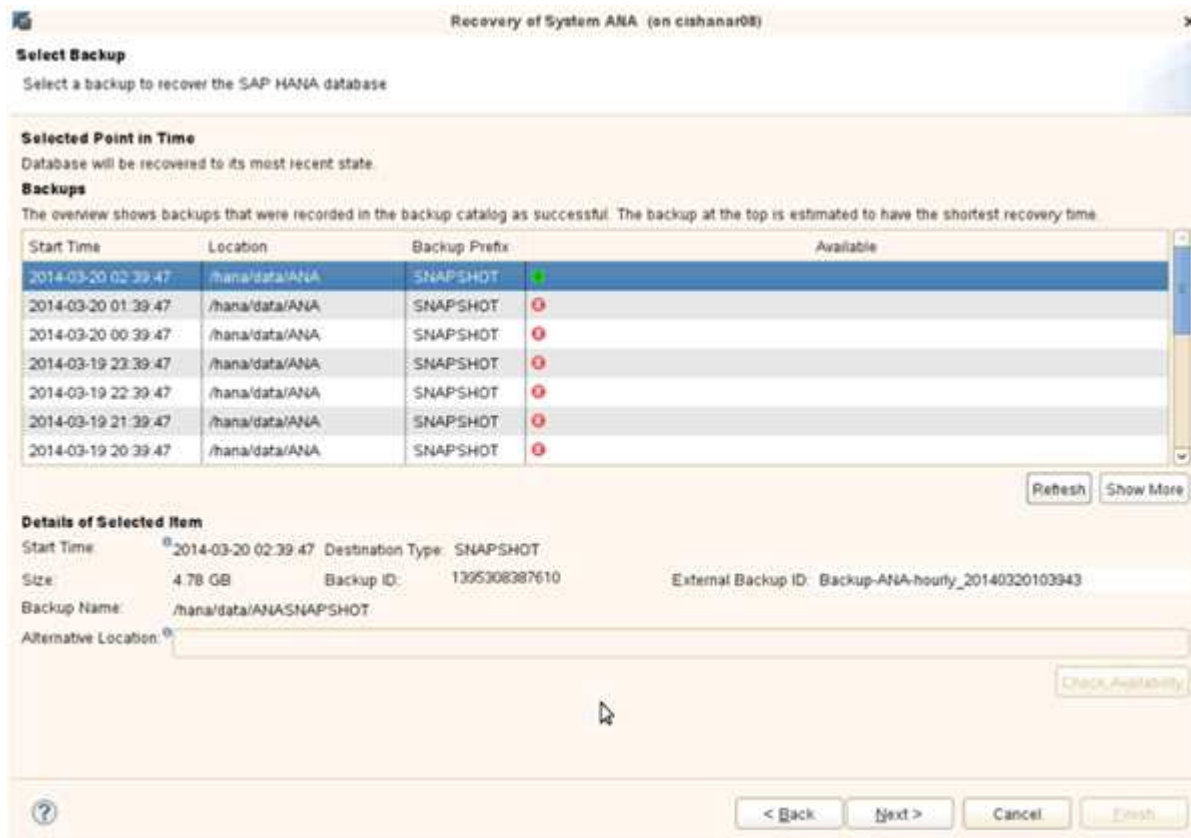 Recovery of System ANA (on cishanar08)
Select Backup
Select a backup to recover the SAP HANA database
Selected Point in Time
Database will be recovered to its most recent state.
Backups
The overview shows backups that were recorded in the backup catalog as successful. The backup at the top is estimated to have the shortest recovery time.
Start Time Location Backup Prefix Available
2014-03-20 02:39:47 /hana/data/ANA SNAPSHOT
2014-03-20 01:39:47 /hana/data/ANA SNAPSHOT
2014-03-20 00:39:47 /hana/data/ANA SNAPSHOT
2014-03-19 23:39:47 /hana/data/ANA SNAPSHOT
2014-03-19 22:39:47 /hana/data/ANA SNAPSHOT
2014-03-19 21:39:47 /hana/data/ANA SNAPSHOT
2014-03-19 20:39:47 /hana/data/ANA SNAPSHOT
Refresh Show More
Details of Selected Item
Start Time: 2014-03-20 02:39:47 Destination Type: SNAPSHOT
Size: 4.78 GB Backup ID: 1395308387610 External Backup ID: Backup-ANA-hourly_20140320103943
Backup Name: /hana/data/ANASNAPSHOT
Alternative Location:
Check Availability
< Back Next > Cancel Finish